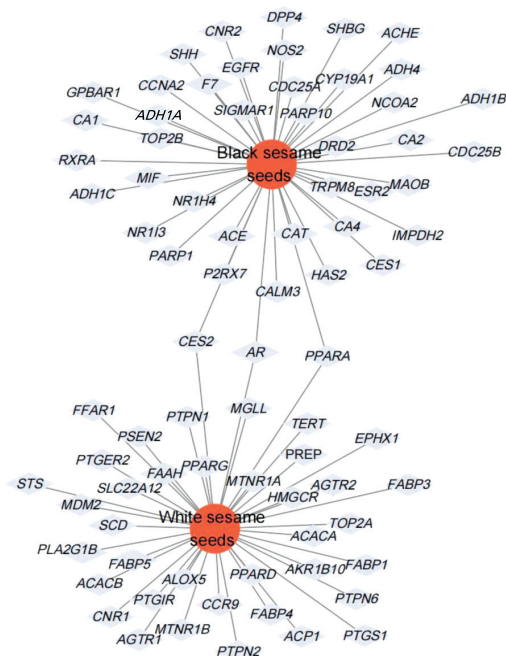 DPP4
CNR2
SHBG
ACHE
NOS2
SHH
EGFR
ADH4
F7
CDC25A
CYP19A1
CCNA2
GPBAR1
NCOA2
ADH1B
SIGMAR1
PARP10
ADH1A
CA1
TOP2B
DRD2
CA2
Black sesame
seeds
CDC25B
RXRA
MIF
TRPM8
ESR2
MAOB
ADH1C
NR1H4
CA4
NR1I3
ACE
CAT
IMPDH2
PARP1
CES1
P2RX7
HAS2
CALM3
CES2
AR
PPARA
FFAR1
PTPN1
MGLL
TERT
PSEN2
EPHX1
PTGER2
PREP
FAAH
PPARG
MTNR1A
AGTR2
STS
SLC22A12
HMGCR
FABP3
MDM2
SCD
White sesame
seeds
TOP2A
ACACA
PLA2G1B
FABP5
FABP1
ACACB
ALOX5
PPARD
AKR1B10
PTGIR
PTPN6
CNR1
CCR9
FABP4
AGTR1
MTNR1B
ACP1
PTGS1
PTPN2